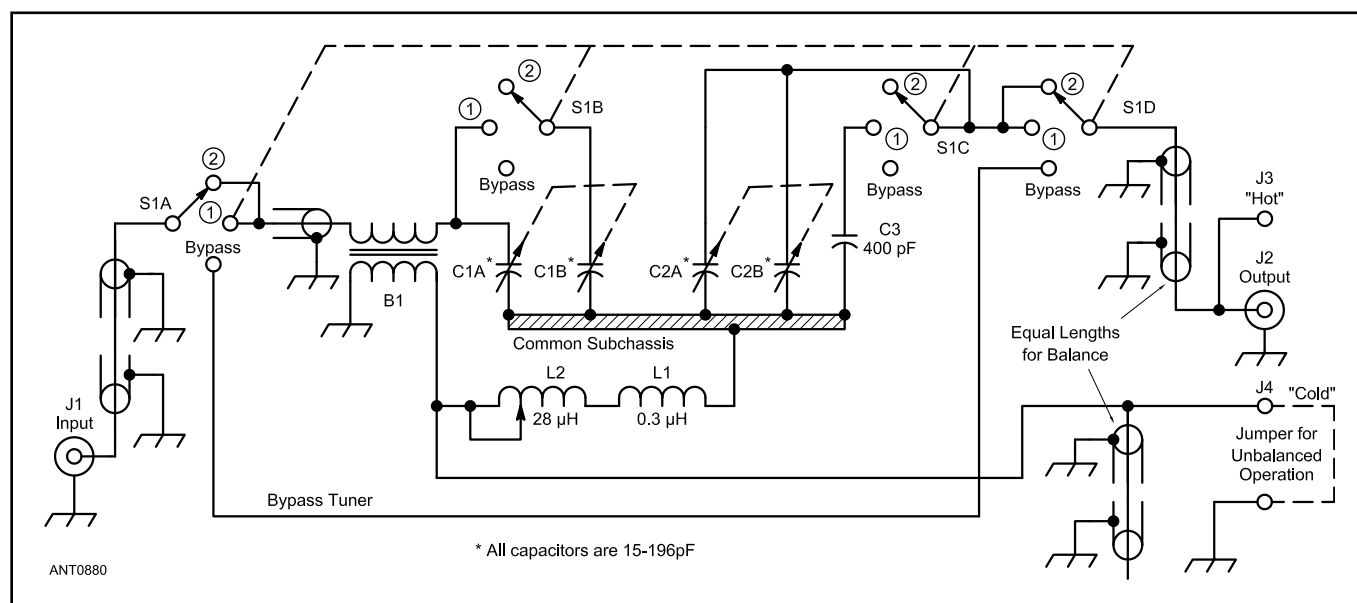 ②
②
②
S1B
①
S1C
①
S1D
①
②
Bypass
Bypass
Bypass
S1A
①
Bypass
J3
"Hot"
C3
400 pF
C1A*
C1B*
C2A*
C2B*
J2
Output
B1
Common Subchassis
Equal Lengths
for Balance
L2
L1
28 µH
0.3 µH
J1
Input
J4
"Cold"
Jumper for
Unbalanced
Operation
Bypass Tuner
* All capacitors are 15-196pF
ANT0880